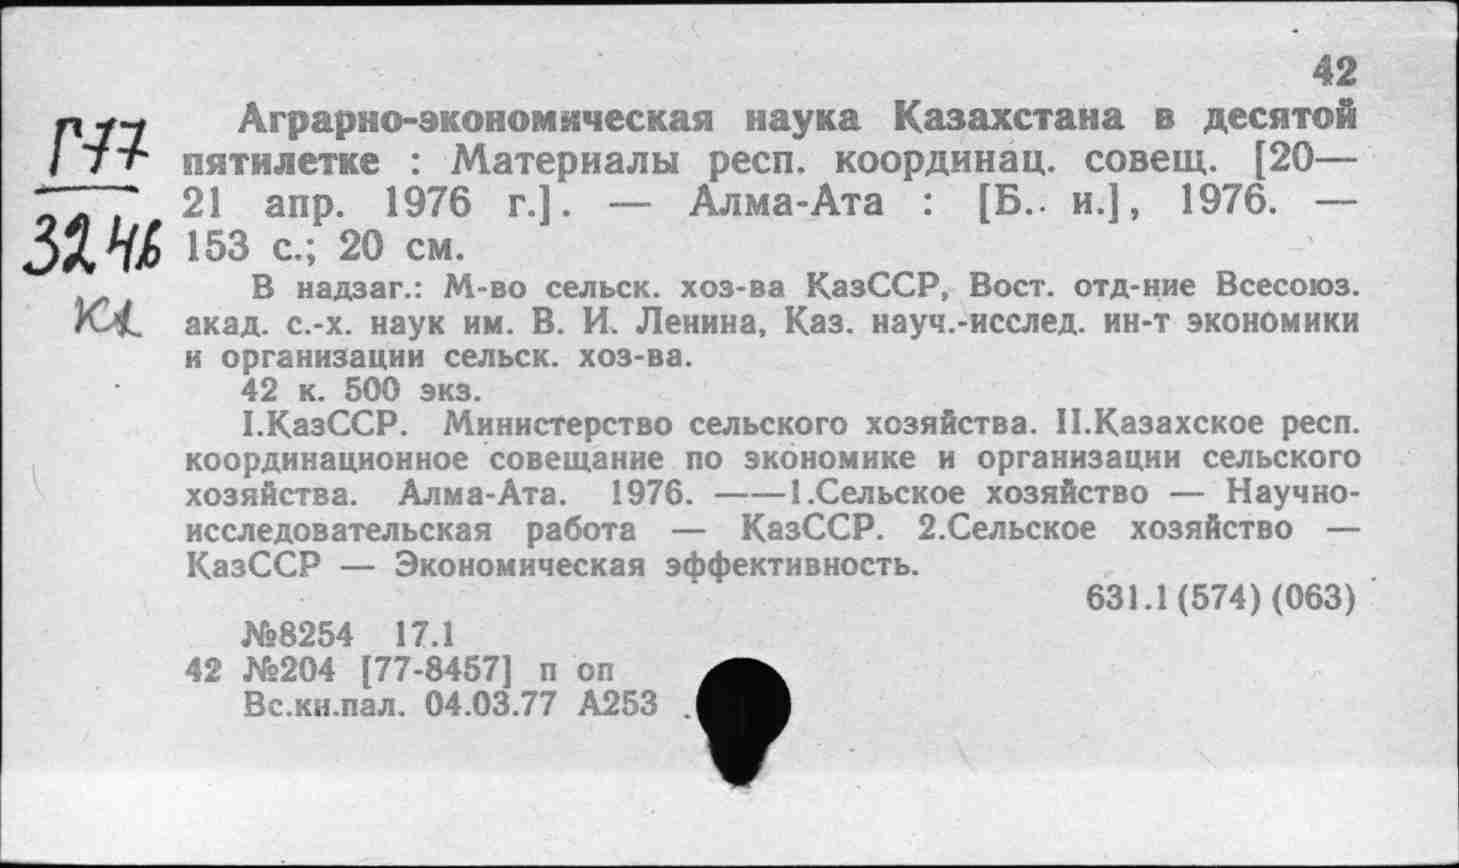 42
Г77
3246
Аграрно-экономическая наука Казахстана в десятой
пятилетке : Материалы респ. координац. совещ. [20—
21 апр. 1976 г.]. — Алма-Ата : [Б. и.], 1976. —
153 с.; 20 см.
В надзаг.: М-во сельск. хоз-ва КазССР, Вост. отд-ние Всесоюз.
акад. с.-х. наук им. В. И. Ленина, Каз. науч.-исслед. ин-т экономики
и организации сельск. хоз-ва.
42 к. 500 экз.
I.КазССР. Министерство сельского хозяйства. II.Казахское респ.
координационное совещание по экономике и организации сельского
хозяйства. Алма-Ата. 1976. —— 1.Сельское хозяйство — Научно-
исследовательская работа — КазССР. 2.Сельское хозяйство —
КазССР — Экономическая эффективность.
631.1 (574) (063)
№8254 17.1
42 №204 [77-8457] п оп
Вс.кн.пал. 04.03.77 А253